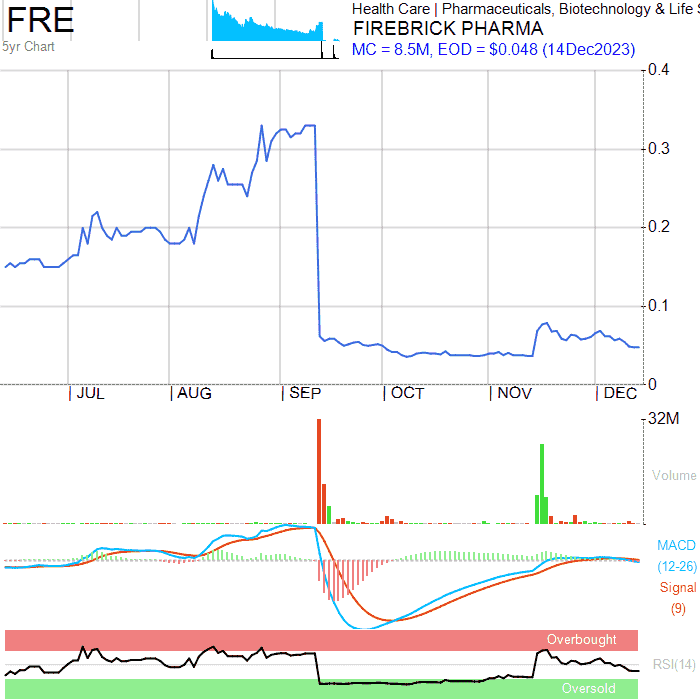 FRE
5yr Chart
Health Care | Pharmaceuticals, Biotechnology & Life
FIREBRICK PHARMA
MC = 8.5M, EOD = $0.048 (14Dec2023)
0.4
0.3
0.2
0.1
0
JUL AUG SEP OCT NOV DEC
32M
Volume
MACD
(12-26)
Signal
(9)
Overbought
RSI(14)
Oversold